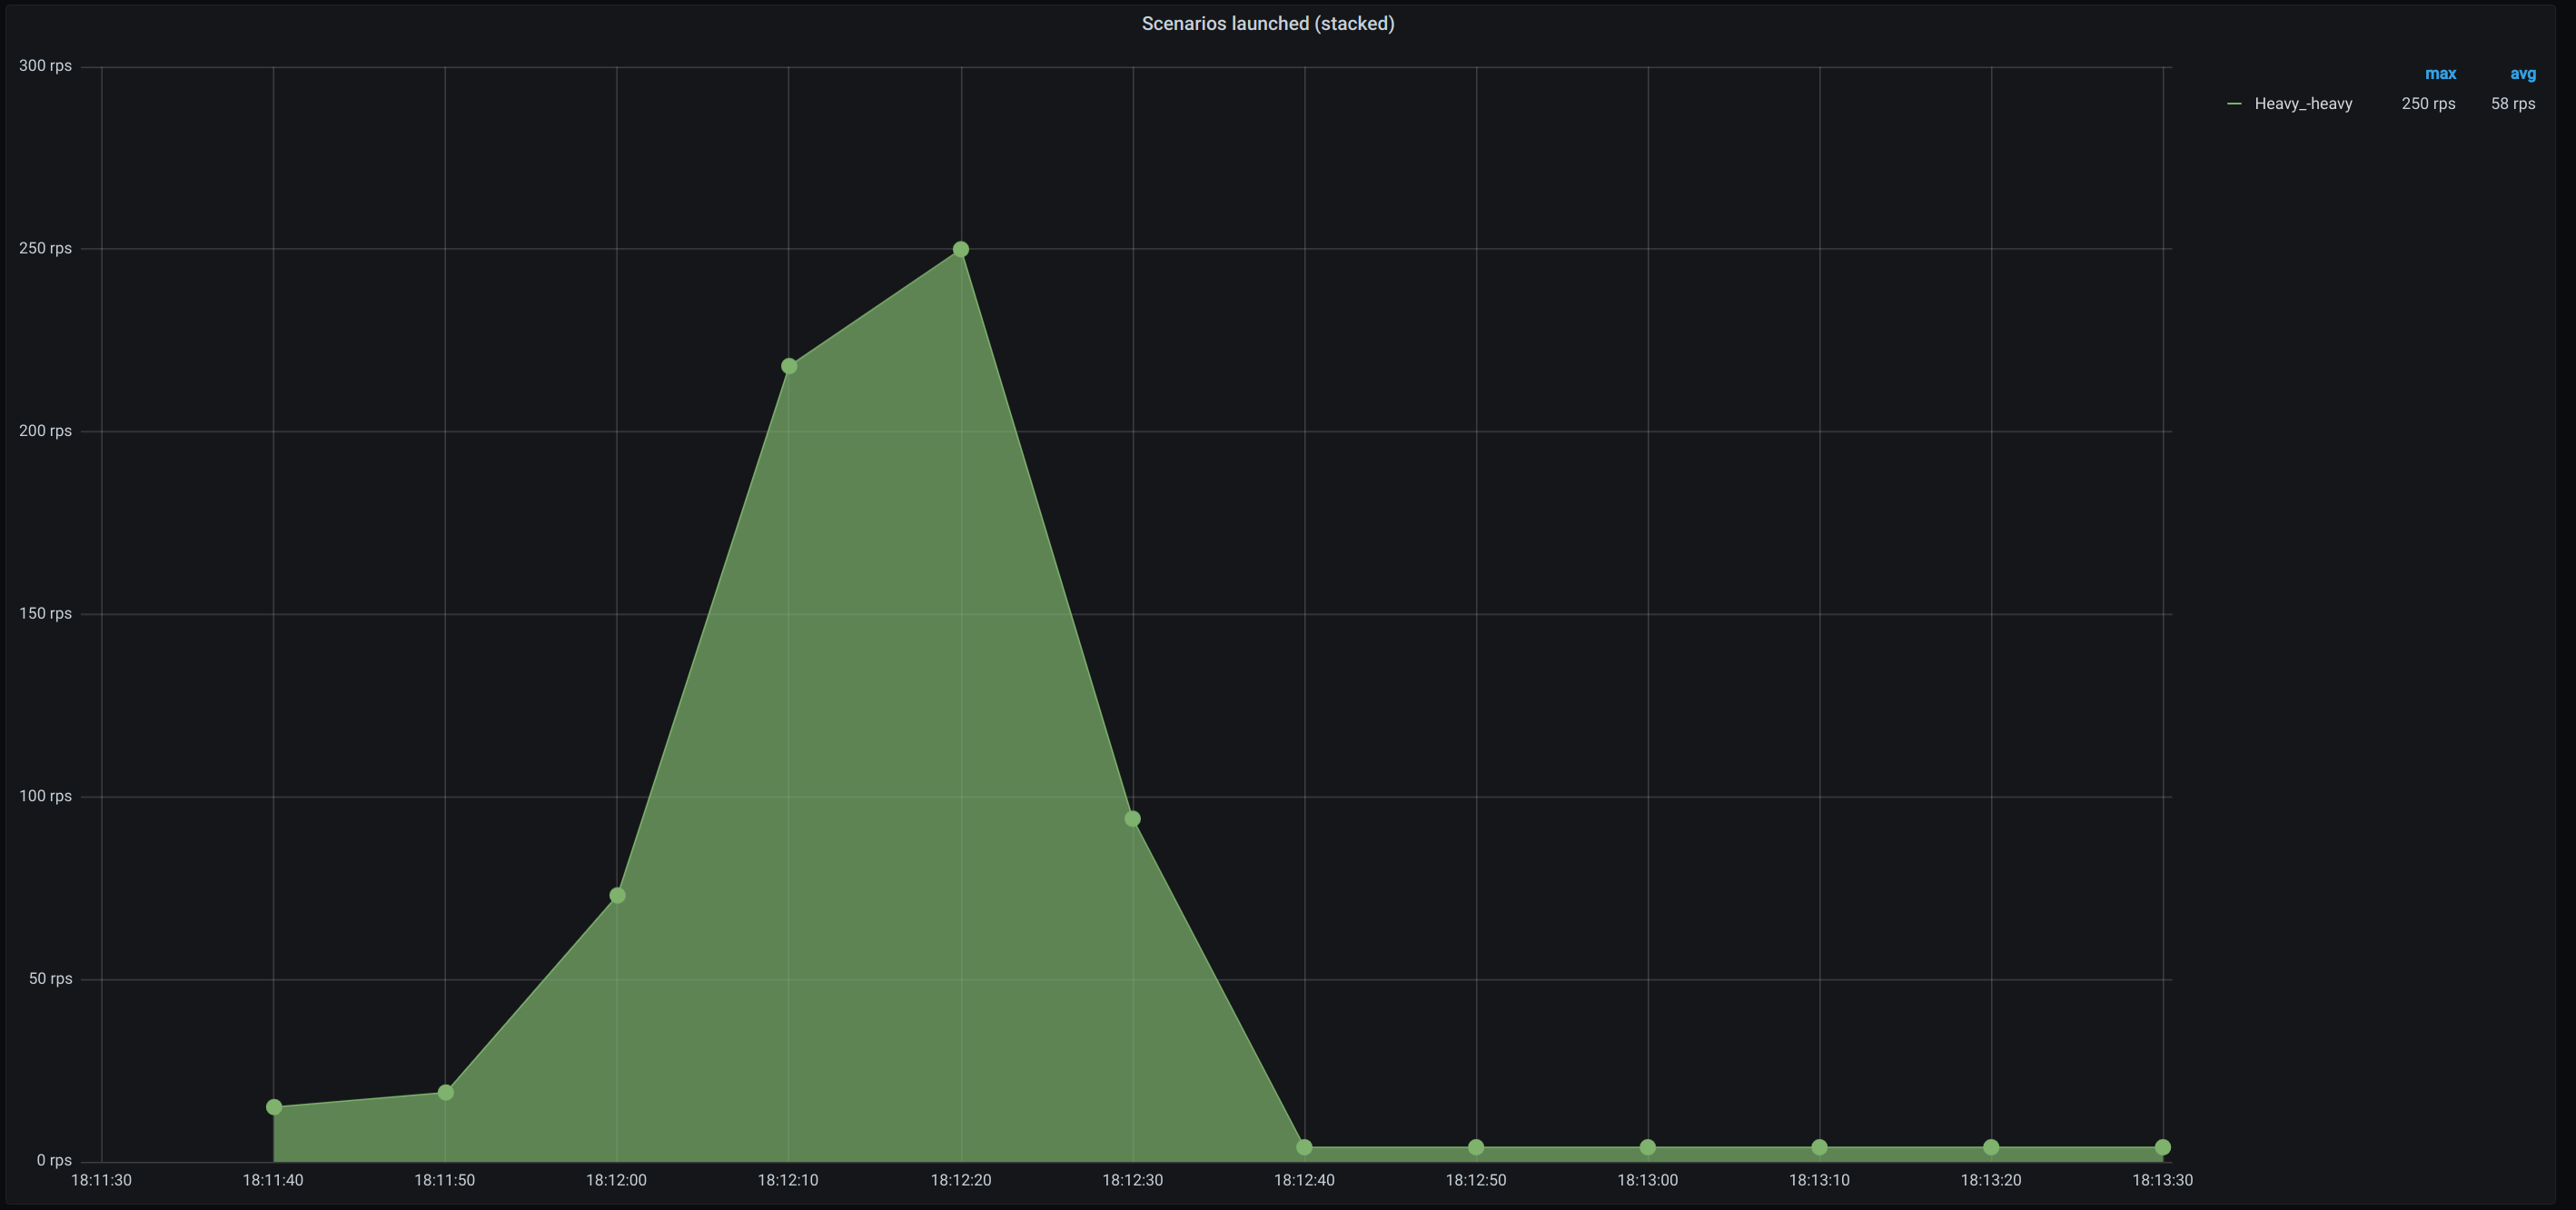 Scenarios launched (stacked)
300 rps
250 rps
200 rps
150 rps
100 rps
50 rps
0 rps
18:11:30 18:11:40 18:11:50 18:12:00 18:12:10 18:12:20 18:12:30 18:12:40 18:12:50 18:13:00 18:13:10 18:13:20 18:13:30
max avg
Heavy_-heavy 250 rps 58 rps